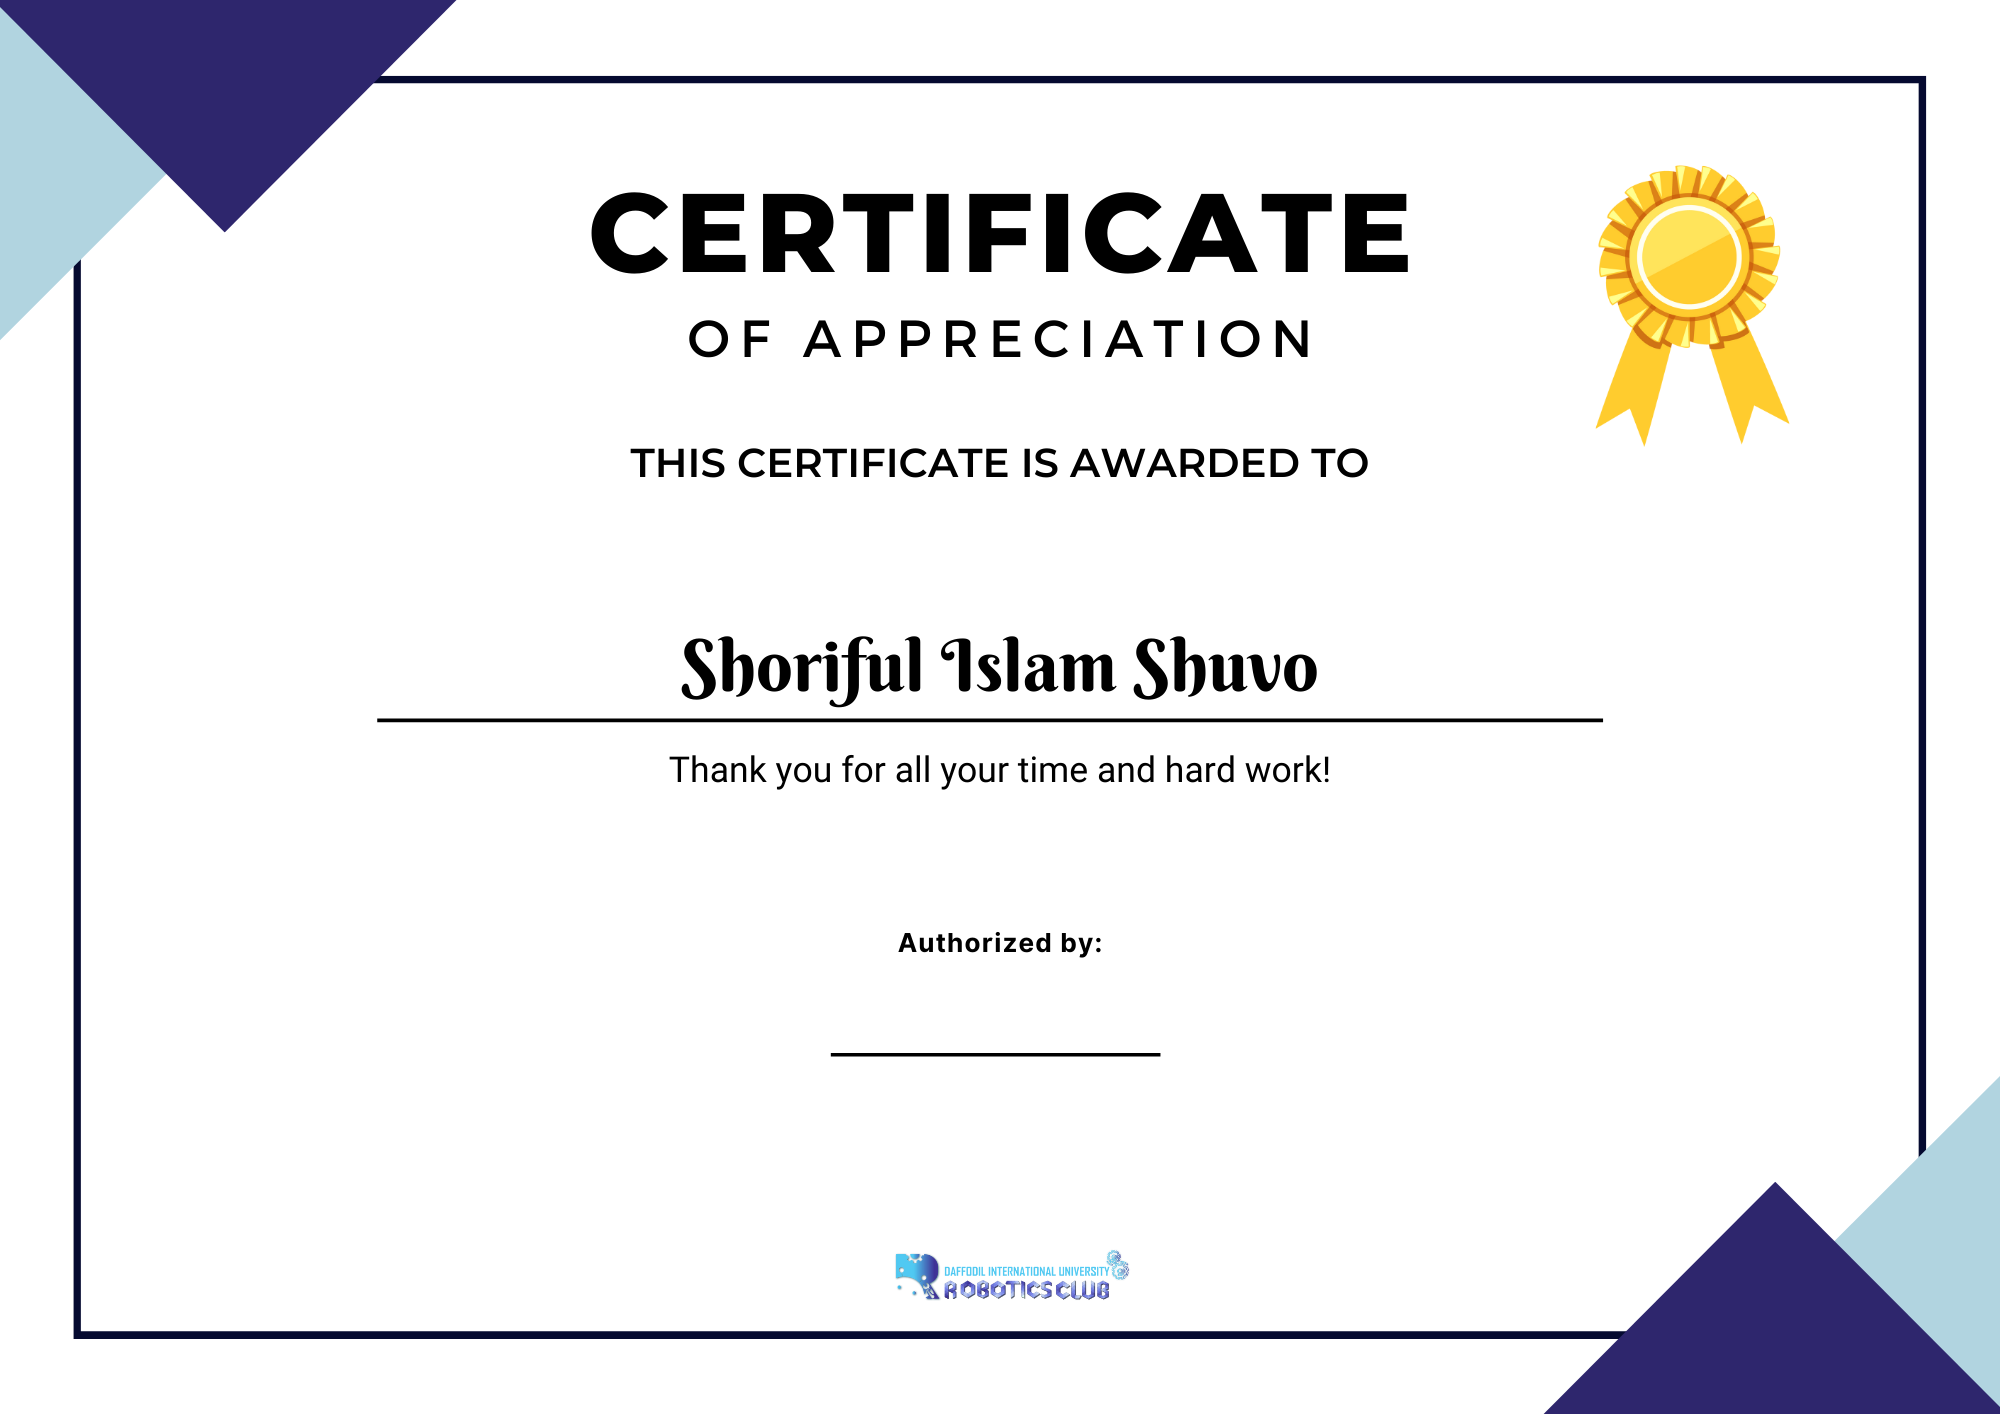 CERTIFICATE
OF APPRECIATION
THIS CERTIFICATE IS AWARDED TO
Shoriful Islam Shuvo
Thank you for all your time and hard work!
Authorized by:
DAFFODIL INTERNATIONAL UNIVERSITY
ROBOTICS CLUB